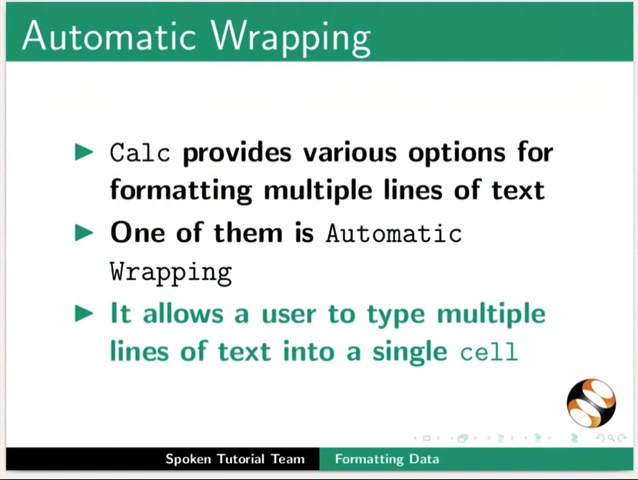 Automatic Wrapping
Calc provides various options for
formatting multiple lines of text
One of them is Automatic
Wrapping
It allows a user to type multiple
lines of text into a single cell
Spoken Tutorial Team Formatting Data